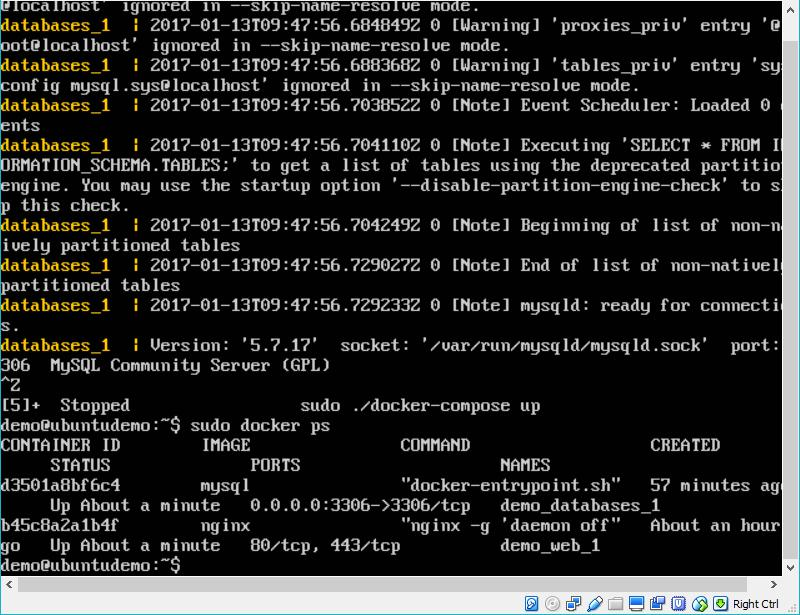 @localhost' ignored in --skip-name-resolve mode.
databases_1  | 2017-01-13T09:47:56.684849Z 0 [Warning] 'proxies_priv' entry '@
oot@localhost' ignored in --skip-name-resolve mode.
databases_1  | 2017-01-13T09:47:56.688368Z 0 [Warning] 'tables_priv' entry 'sys
config mysql.sys@localhost' ignored in --skip-name-resolve mode.
databases_1  | 2017-01-13T09:47:56.703852Z 0 [Note] Event Scheduler: Loaded 0 e
ents
databases_1  | 2017-01-13T09:47:56.704110Z 0 [Note] Executing 'SELECT * FROM I
ORMATION_SCHEMA.TABLES;' to get a list of tables using the deprecated partitio
engine. You may use the startup option '--disable-partition-engine-check' to s
p this check.
databases_1  | 2017-01-13T09:47:56.704249Z 0 [Note] Beginning of list of non-n
ively partitioned tables
databases_1  | 2017-01-13T09:47:56.729027Z 0 [Note] End of list of non-natively
partitioned tables
databases_1  | 2017-01-13T09:47:56.729233Z 0 [Note] mysqld: ready for connecti
s.
databases_1  | Version: '5.7.17'  socket: '/var/run/mysqld/mysqld.sock'  port:
306  MySQL Community Server (GPL)
^Z
[5]+  Stopped                 sudo ./docker-compose up
demo@ubuntudemo:~$ sudo docker ps
CONTAINER ID        IMAGE               COMMAND                  CREATED
     STATUS              PORTS                    NAMES
d3501a8bf6c4        mysql               "docker-entrypoint.sh"   57 minutes ago
     Up About a minute   0.0.0.0:3306->3306/tcp   demo_databases_1
b45c8a2a1b4f        nginx               "nginx -g 'daemon off"   About an hour
go   Up About a minute   80/tcp, 443/tcp          demo_web_1
demo@ubuntudemo:~$
Right Ctrl